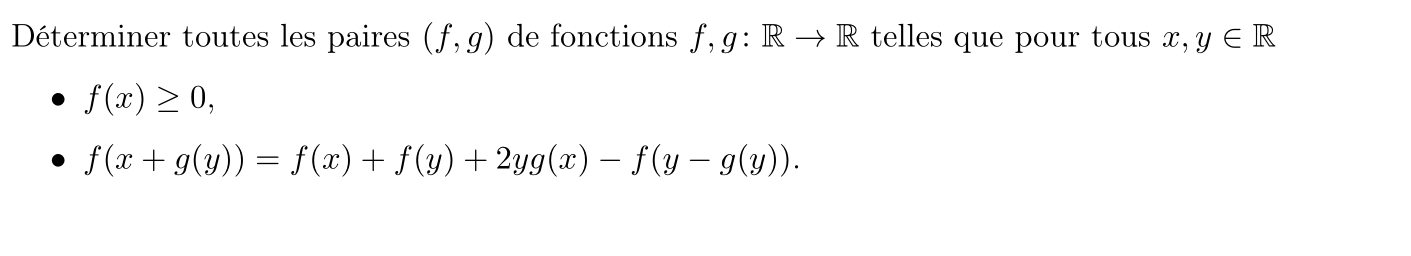 Déterminer toutes les paires (f, g) de fonctions f, g: ℝ → ℝ telles que pour tous x, y ∈ ℝ
• f(x) ≥ 0,
• f(x + g(y)) = f(x) + f(y) + 2yg(x) − f(y − g(y)).